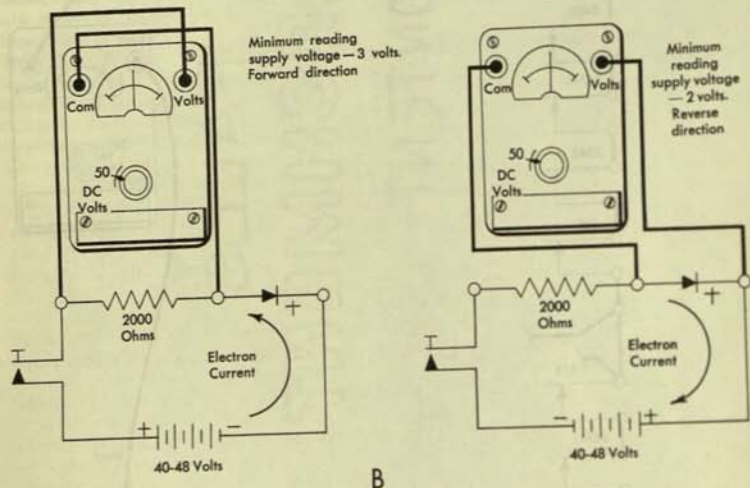 Com
Volts
50
DC
Volts
Minimum reading
supply voltage—3 volts.
Forward direction
2000
Ohms
+
Electron
Current
+
-
40-48 Volts
Com
Volts
50
DC
Volts
Minimum
reading
supply voltage
—2 volts.
Reverse
direction
2000
Ohms
+
Electron
Current
-
+
40-48 Volts
B